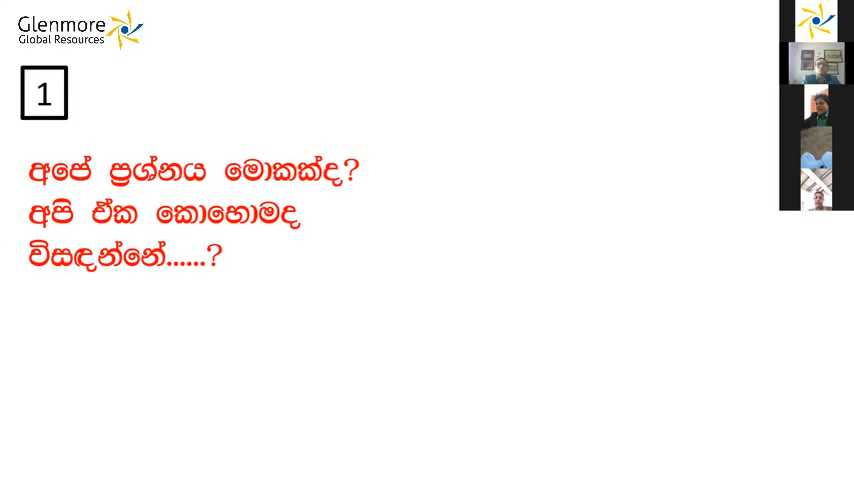 Glenmore
Global Resources
1
අපේ ප්‍රශ්නය මොකක්ද?
අපි ඒක කොහොමද
විසඳන්නේ......?